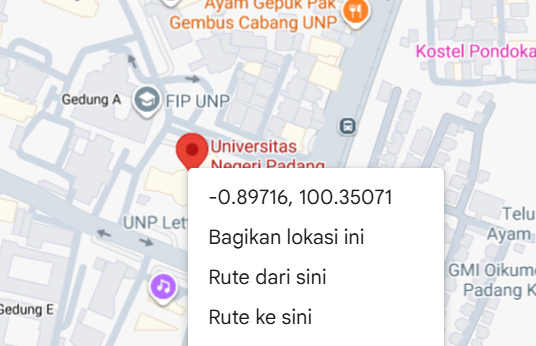 Ayam Gepuk Pak
Gembus Cabang UNP
Kostel Pondoka
Gedung A
FIP UNP
Universitas
Negeri Padang
-0.89716, 100.35071
Bagikan lokasi ini
Rute dari sini
Rute ke sini
UNP Lett
Telu
Ayam
GMI Oikume
Padang K
Gedung E